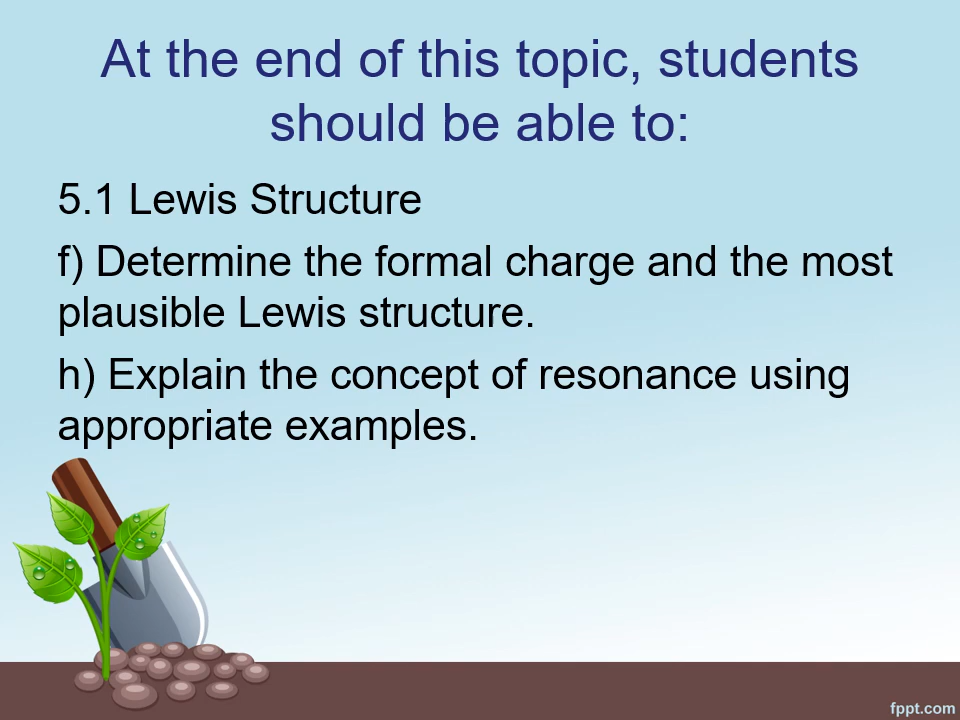 At the end of this topic, students
should be able to:
5.1 Lewis Structure
f) Determine the formal charge and the most
plausible Lewis structure.
h) Explain the concept of resonance using
appropriate examples.
fppt.com